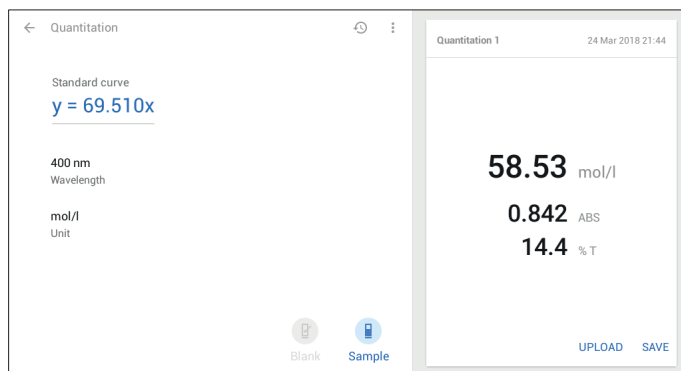 Quantitation
Standard curve
y = 69.510x
400 nm
Wavelength
mol/l
Unit
Blank
Sample
Quantitation 1
24 Mar 2018 21:44
58.53 mol/l
0.842 ABS
14.4 % T
UPLOAD
SAVE